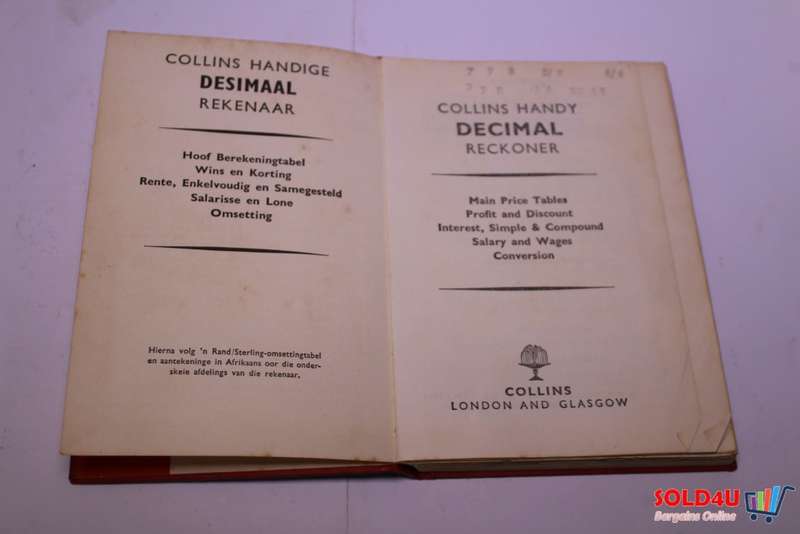 COLLINS HANDIGE
DESIMAAL
REKENAAR
Hoof Berekeningtabel
Wins en Korting
Rente, Enkelvoudig en Samegesteld
Salarisse en Lone
Omsetting
Hierna volg 'n Rand/Sterling-omsettingtabel
en aantekeninge in Afrikaans oor die onder-
skeie afdelings van die rekenaar.
COLLINS HANDY
DECIMAL
RECKONER
Main Price Tables
Profit and Discount
Interest, Simple & Compound
Salary and Wages
Conversion
COLLINS
LONDON AND GLASGOW
SOLD4U
Bargains Online